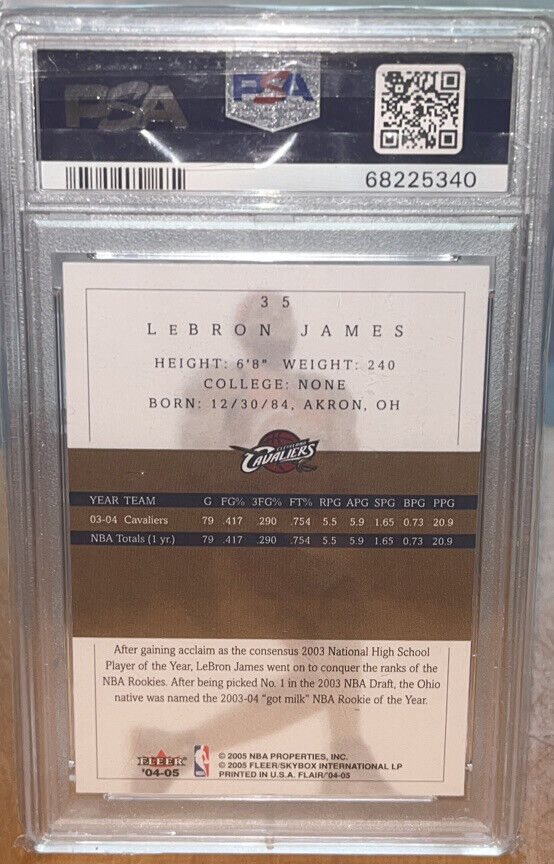 PSA PSA
68225340
35
LEBRON JAMES
HEIGHT: 6'8" WEIGHT: 240
COLLEGE: NONE
BORN: 12/30/84, AKRON, OH
CLEVELAND
CAVALIERS
YEAR TEAM G FG% 3FG% FT% RPG APG SPG BPG PPG
03-04 Cavaliers 79 .417 .290 .754 5.5 5.9 1.65 0.73 20.9
NBA Totals (1 yr.) 79 .417 .290 .754 5.5 5.9 1.65 0.73 20.9
After gaining acclaim as the consensus 2003 National High School
Player of the Year, LeBron James went on to conquer the ranks of the
NBA Rookies. After being picked No. 1 in the 2003 NBA Draft, the Ohio
native was named the 2003-04 “got milk” NBA Rookie of the Year.
FLEER
'04-05
© 2005 NBA PROPERTIES, INC.
© 2005 FLEER/SKYBOX INTERNATIONAL LP
PRINTED IN U.S.A. FLAIR/'04-05